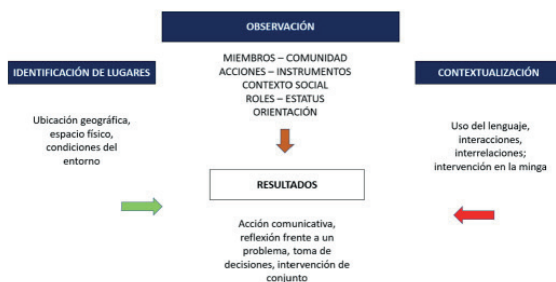 OBSERVACIÓN
MIEMBROS – COMUNIDAD
ACCIONES – INSTRUMENTOS
CONTEXTO SOCIAL
ROLES – ESTATUS
ORIENTACIÓN
IDENTIFICACIÓN DE LUGARES
Ubicación geográfica,
espacio físico,
condiciones del
entorno
CONTEXTUALIZACIÓN
Uso del lenguaje,
interacciones,
interrelaciones;
intervención en la minga
RESULTADOS
Acción comunicativa,
reflexión frente a un
problema, toma de
decisiones, intervención de
conjunto